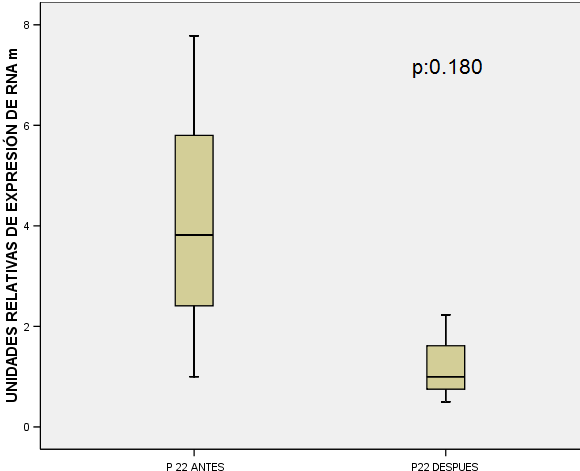 UNIDADES RELATIVAS DE EXPRESIÓN DE RNA m
8
6
4
2
0
p:0.180
P 22 ANTES
P22 DESPUES